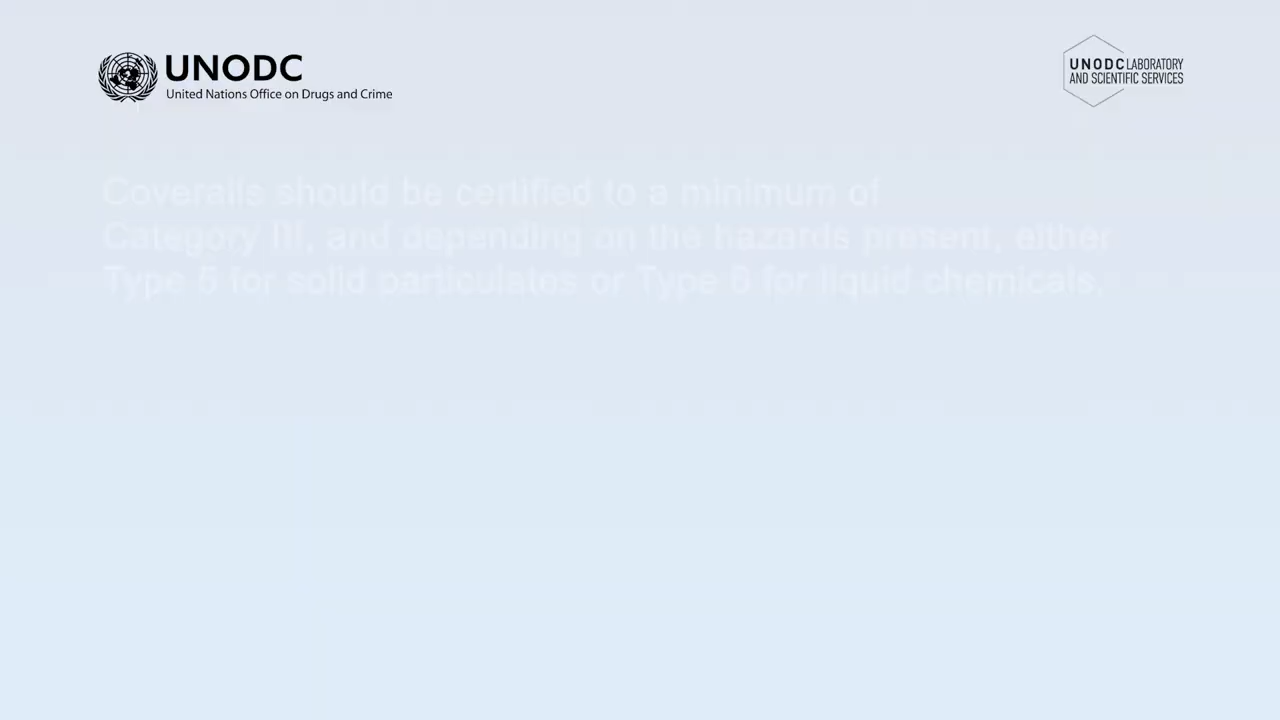 UNODC
United Nations Office on Drugs and Crime
UNODC LABORATORY
AND SCIENTIFIC SERVICES
Coveralls should be certified to a minimum of
Category III, and depending on the hazards present, either
Type 5 for solid particulates or Type 6 for liquid chemicals.